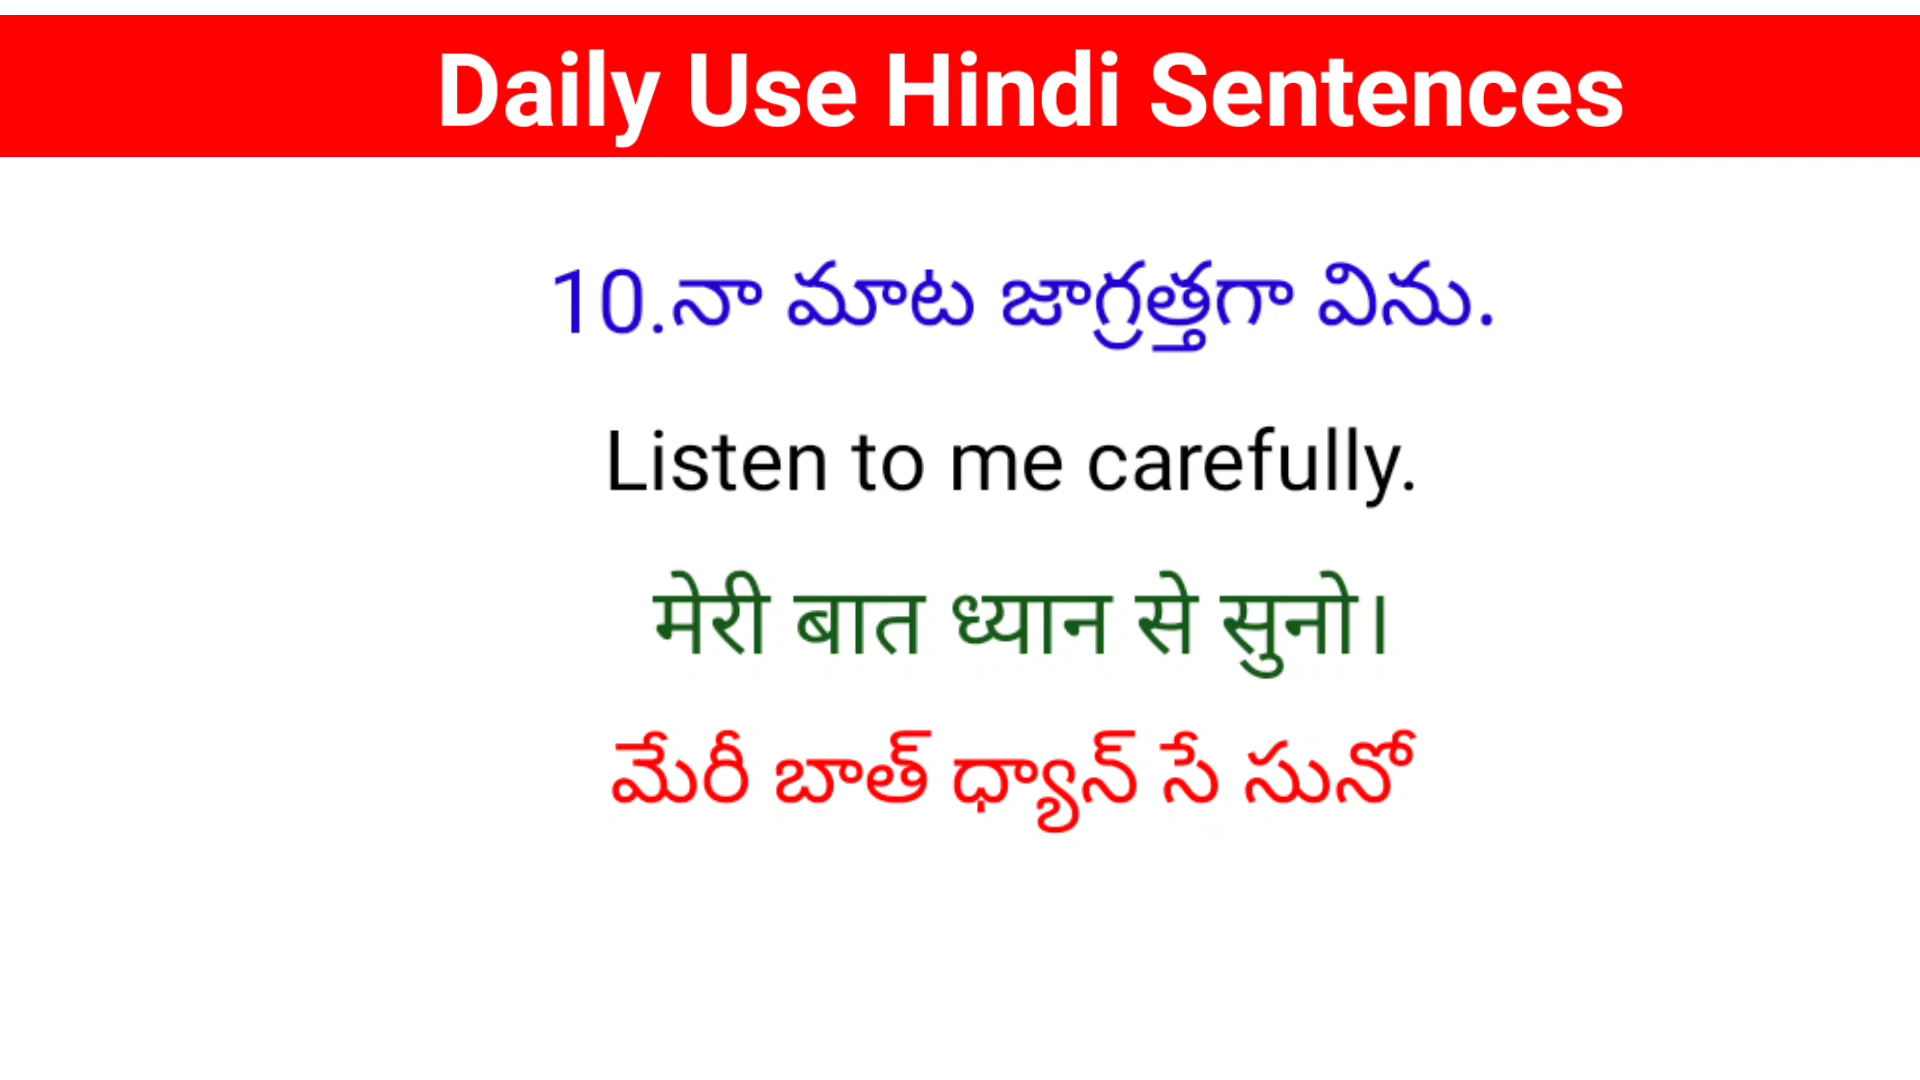 Daily Use Hindi Sentences
10.నా మాట జాగ్రత్తగా విను.
Listen to me carefully.
मेरी बात ध्यान से सुनो।
మేరీ బాత్ ధ్యాన్ సే సునో